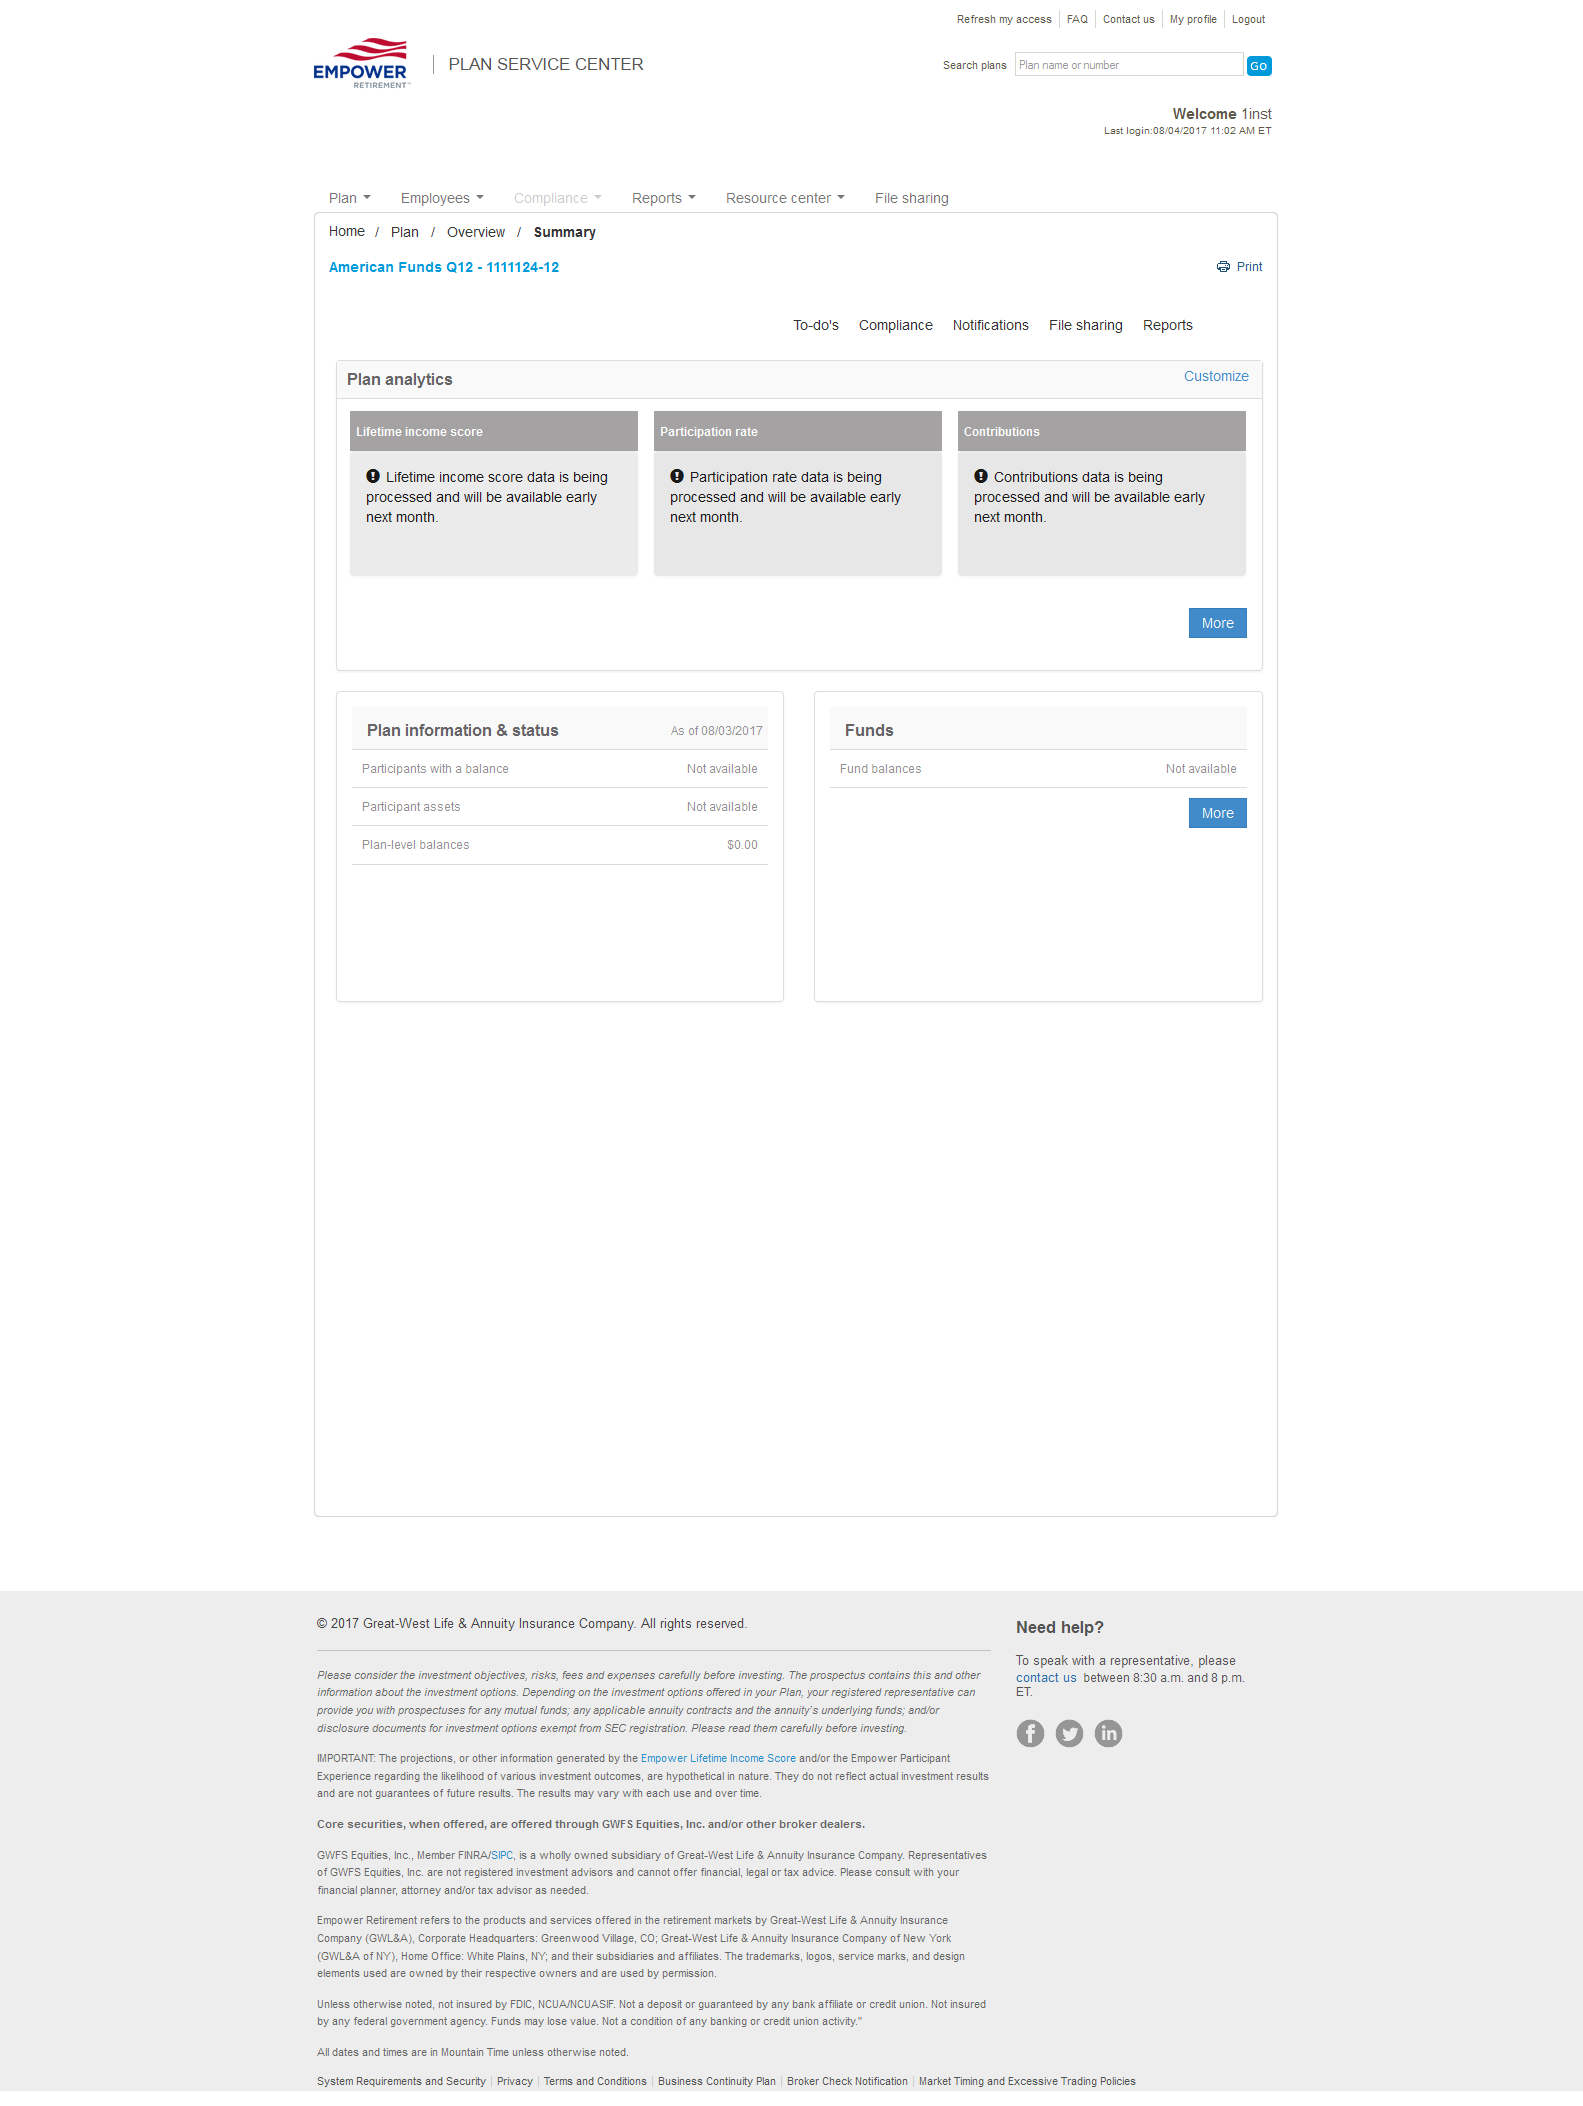 Refresh my access FAQ Contact us My profile Logout
EMPOWER
RETIREMENT™
PLAN SERVICE CENTER
Search plans Plan name or number Go
Welcome 1inst
Last login:08/04/2017 11:02 AM ET
Plan Employees Compliance Reports Resource center File sharing
Home / Plan / Overview / Summary
American Funds Q12 - 1111124-12
Print
To-do's Compliance Notifications File sharing Reports
Plan analytics
Customize
Lifetime income score
Lifetime income score data is being
processed and will be available early
next month.
Participation rate
Participation rate data is being
processed and will be available early
next month.
Contributions
Contributions data is being
processed and will be available early
next month.
More
Plan information & status As of 08/03/2017
Participants with a balance Not available
Participant assets Not available
Plan-level balances $0.00
Funds
Fund balances Not available
More
© 2017 Great-West Life & Annuity Insurance Company. All rights reserved.
Please consider the investment objectives, risks, fees and expenses carefully before investing. The prospectus contains this and other
information about the investment options. Depending on the investment options offered in your Plan, your registered representative can
provide you with prospectuses for any mutual funds; any applicable annuity contracts and the annuity's underlying funds; and/or
disclosure documents for investment options exempt from SEC registration. Please read them carefully before investing.
IMPORTANT: The projections, or other information generated by the Empower Lifetime Income Score and/or the Empower Participant
Experience regarding the likelihood of various investment outcomes, are hypothetical in nature. They do not reflect actual investment results
and are not guarantees of future results. The results may vary with each use and over time.
Core securities, when offered, are offered through GWFS Equities, Inc. and/or other broker dealers.
GWFS Equities, Inc., Member FINRA/SIPC, is a wholly owned subsidiary of Great-West Life & Annuity Insurance Company. Representatives
of GWFS Equities, Inc. are not registered investment advisors and cannot offer financial, legal or tax advice. Please consult with your
financial planner, attorney and/or tax advisor as needed.
Empower Retirement refers to the products and services offered in the retirement markets by Great-West Life & Annuity Insurance
Company (GWL&A), Corporate Headquarters: Greenwood Village, CO; Great-West Life & Annuity Insurance Company of New York
(GWL&A of NY), Home Office: White Plains, NY; and their subsidiaries and affiliates. The trademarks, logos, service marks, and design
elements used are owned by their respective owners and are used by permission.
Unless otherwise noted, not insured by FDIC, NCUA/NCUASIF. Not a deposit or guaranteed by any bank affiliate or credit union. Not insured
by any federal government agency. Funds may lose value. Not a condition of any banking or credit union activity."
All dates and times are in Mountain Time unless otherwise noted.
System Requirements and Security Privacy Terms and Conditions Business Continuity Plan Broker Check Notification Market Timing and Excessive Trading Policies
Need help?
To speak with a representative, please
contact us between 8:30 a.m. and 8 p.m.
ET.